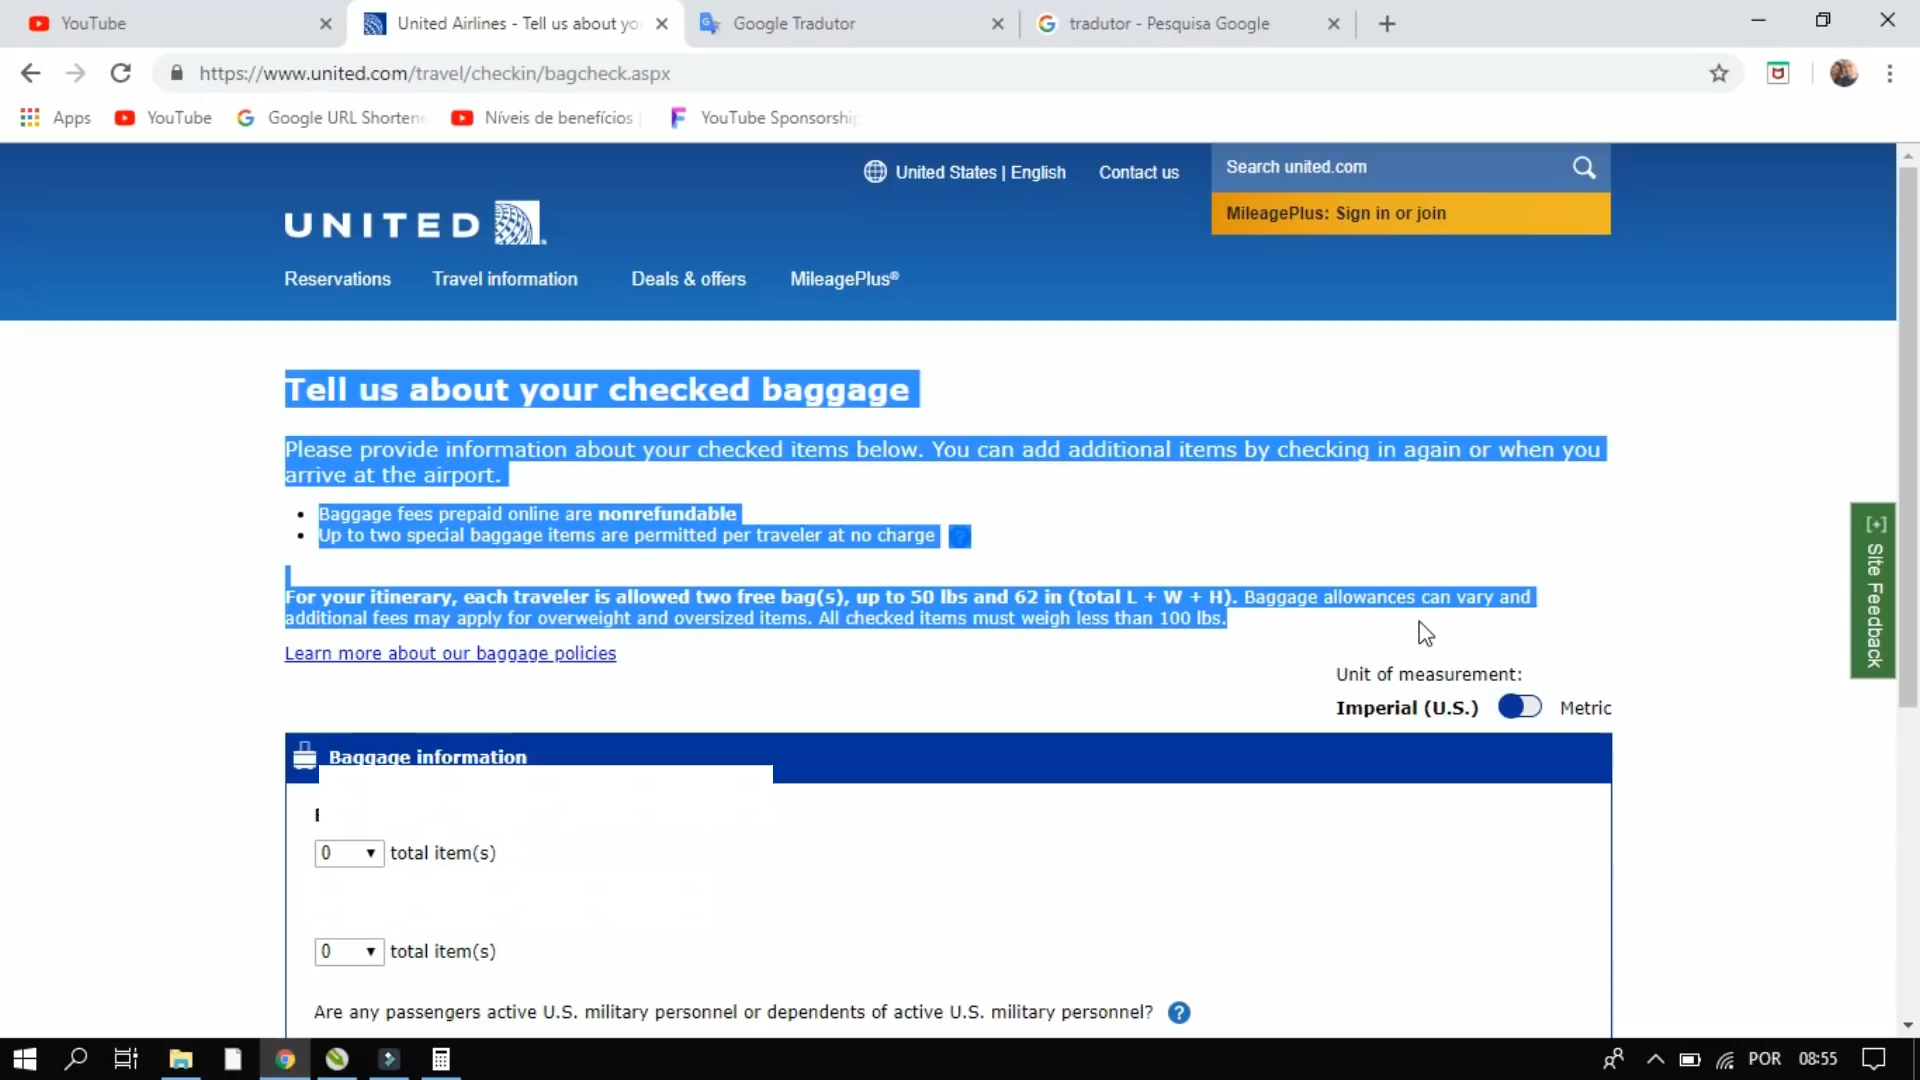 YouTube
United Airlines - Tell us about yo
Google Tradutor
tradutor - Pesquisa Google
https://www.united.com/travel/checkin/bagcheck.aspx
Apps
YouTube
Google URL Shortene
Níveis de benefícios
YouTube Sponsorship
United States | English
Contact us
Search united.com
MileagePlus: Sign in or join
UNITED
Reservations
Travel information
Deals & offers
MileagePlus®
Tell us about your checked baggage
Please provide information about your checked items below. You can add additional items by checking in again or when you
arrive at the airport.
• Baggage fees prepaid online are nonrefundable
• Up to two special baggage items are permitted per traveler at no charge
For your itinerary, each traveler is allowed two free bag(s), up to 50 lbs and 62 in (total L + W + H). Baggage allowances can vary and
additional fees may apply for overweight and oversized items. All checked items must weigh less than 100 lbs.
Learn more about our baggage policies
Unit of measurement:
Imperial (U.S.)
Metric
[+] Site Feedback
Baggage information
0 total item(s)
0 total item(s)
Are any passengers active U.S. military personnel or dependents of active U.S. military personnel? ?
POR
08:55